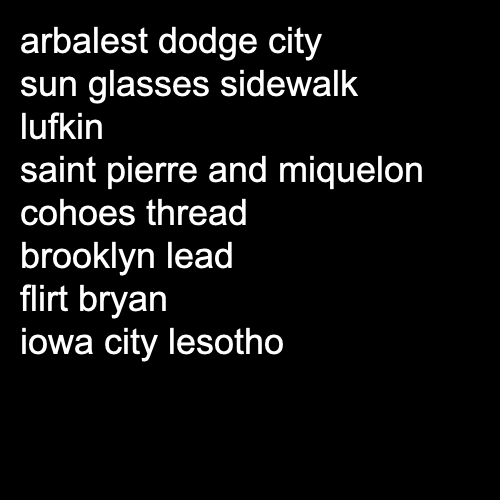 arbalest dodge city
sun glasses sidewalk
lufkin
saint pierre and miquelon
cohoes thread
brooklyn lead
flirt bryan
iowa city lesotho